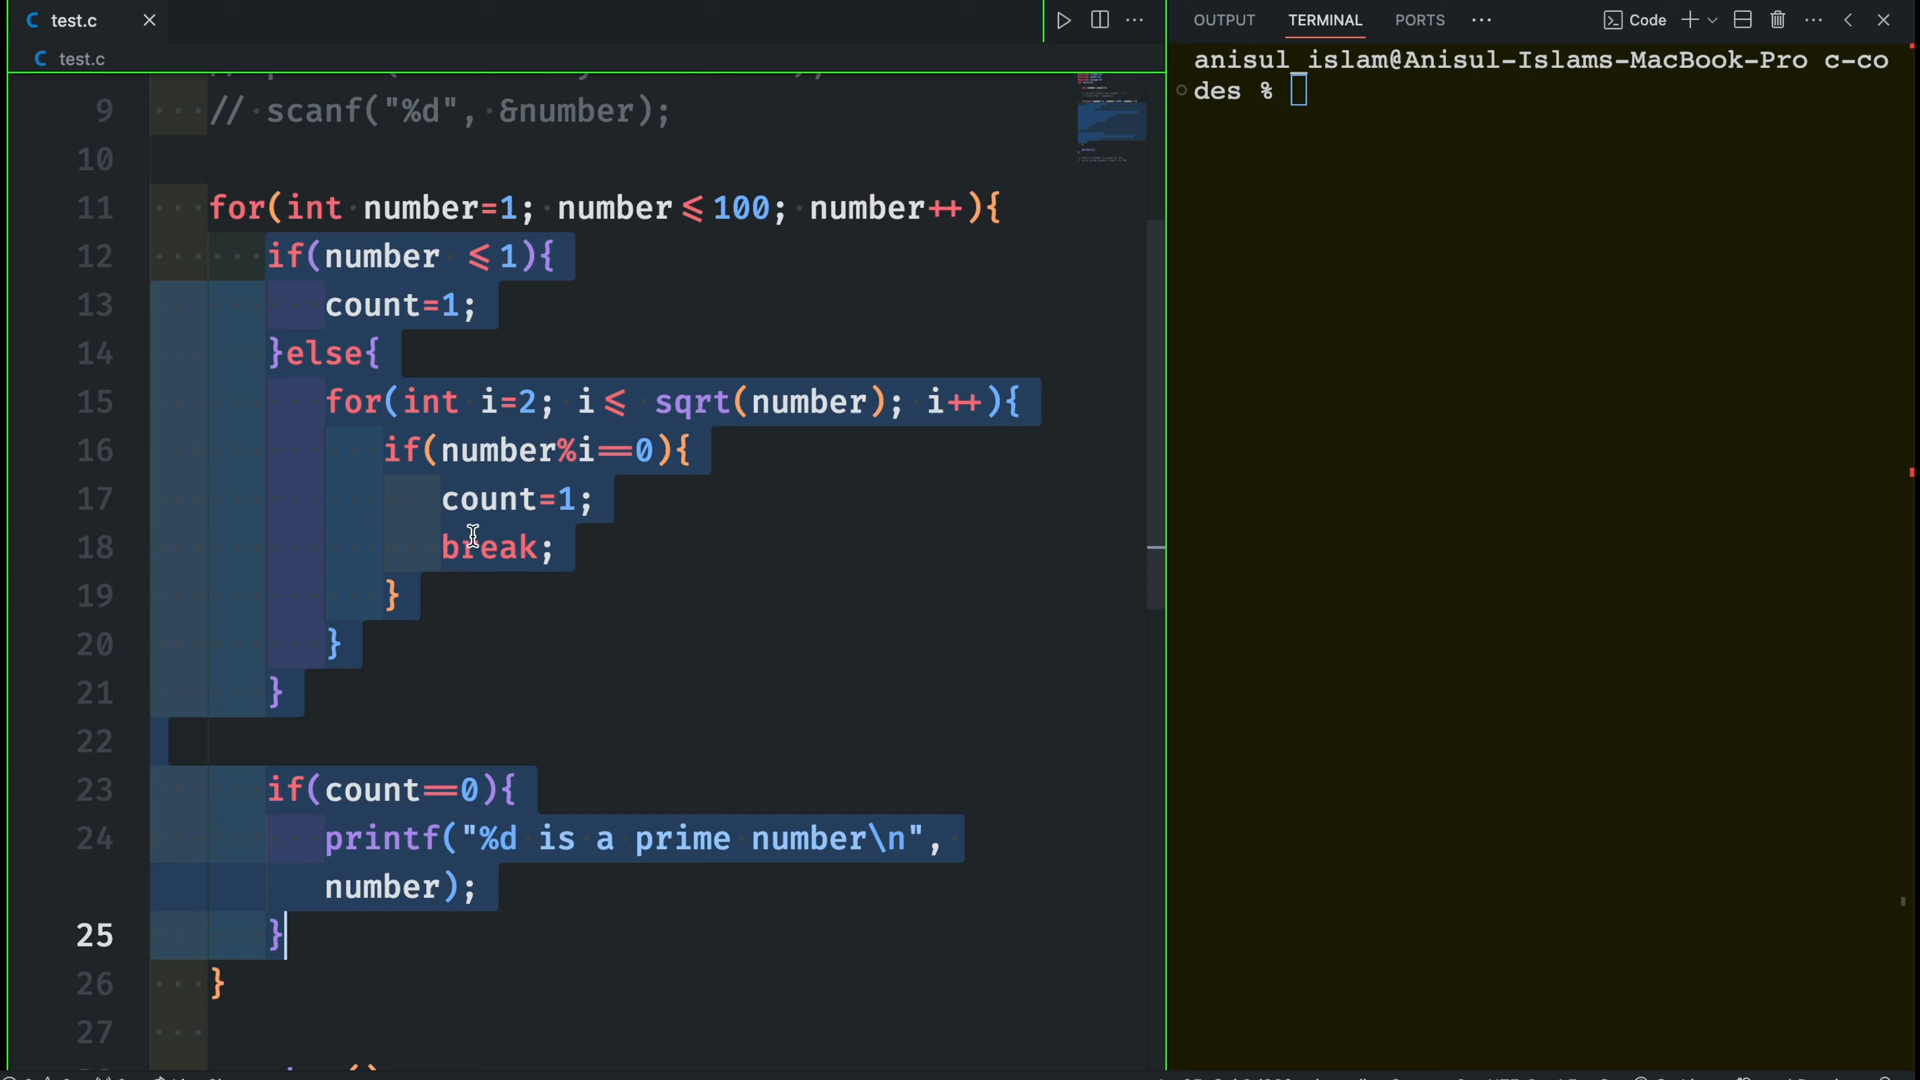 test.c
OUTPUT TERMINAL PORTS ... Code
test.c
9 // scanf("%d", &number);
10
11 for(int number=1; number<=100; number++){
12 if(number <=1){
13 count=1;
14 }else{
15 for(int i=2; i<= sqrt(number); i++){
16 if(number%i==0){
17 count=1;
18 break;
19 }
20 }
21 }
22
23 if(count==0){
24 printf("%d is a prime number\n",
number);
25 }
26 }
27
anisul_islam@Anisul-Islams-MacBook-Pro c-co
des %